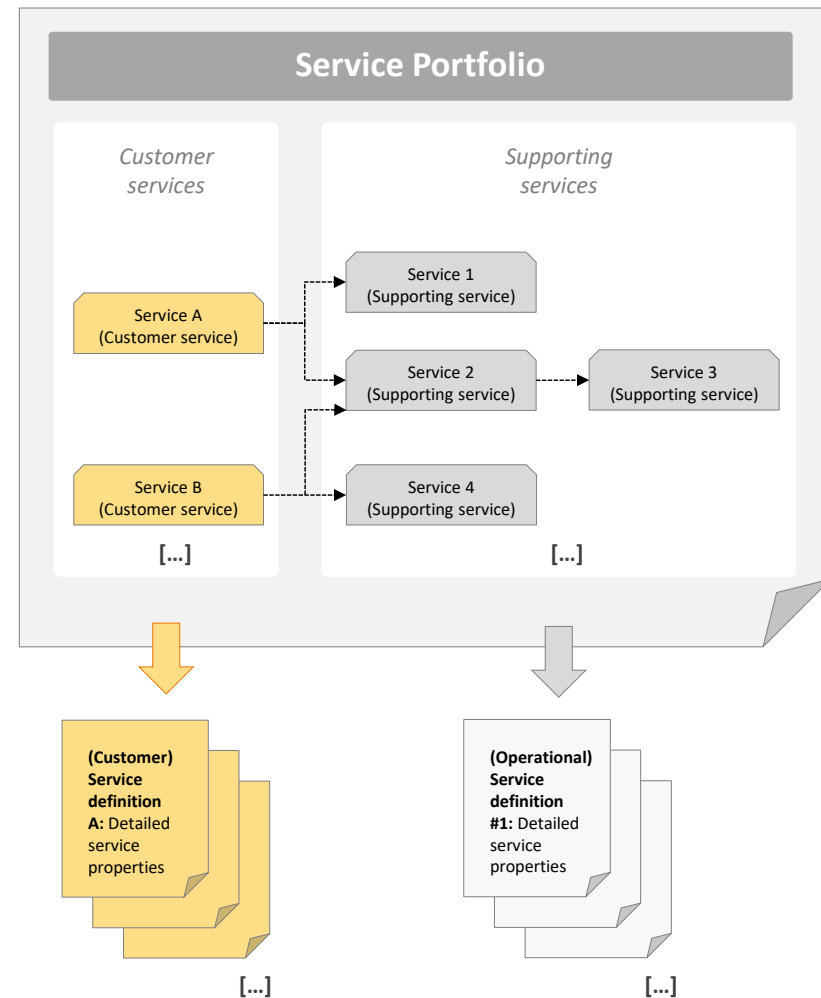 Service Portfolio
Customer
services
Supporting
services
Service 1
(Supporting service)
Service A
(Customer service)
Service 2
(Supporting service)
Service 3
(Supporting service)
Service B
(Customer service)
Service 4
(Supporting service)
[…]
[…]
(Customer)
Service
definition
A: Detailed
service
properties
(Operational)
Service
definition
#1: Detailed
service
properties
[…]
[…]